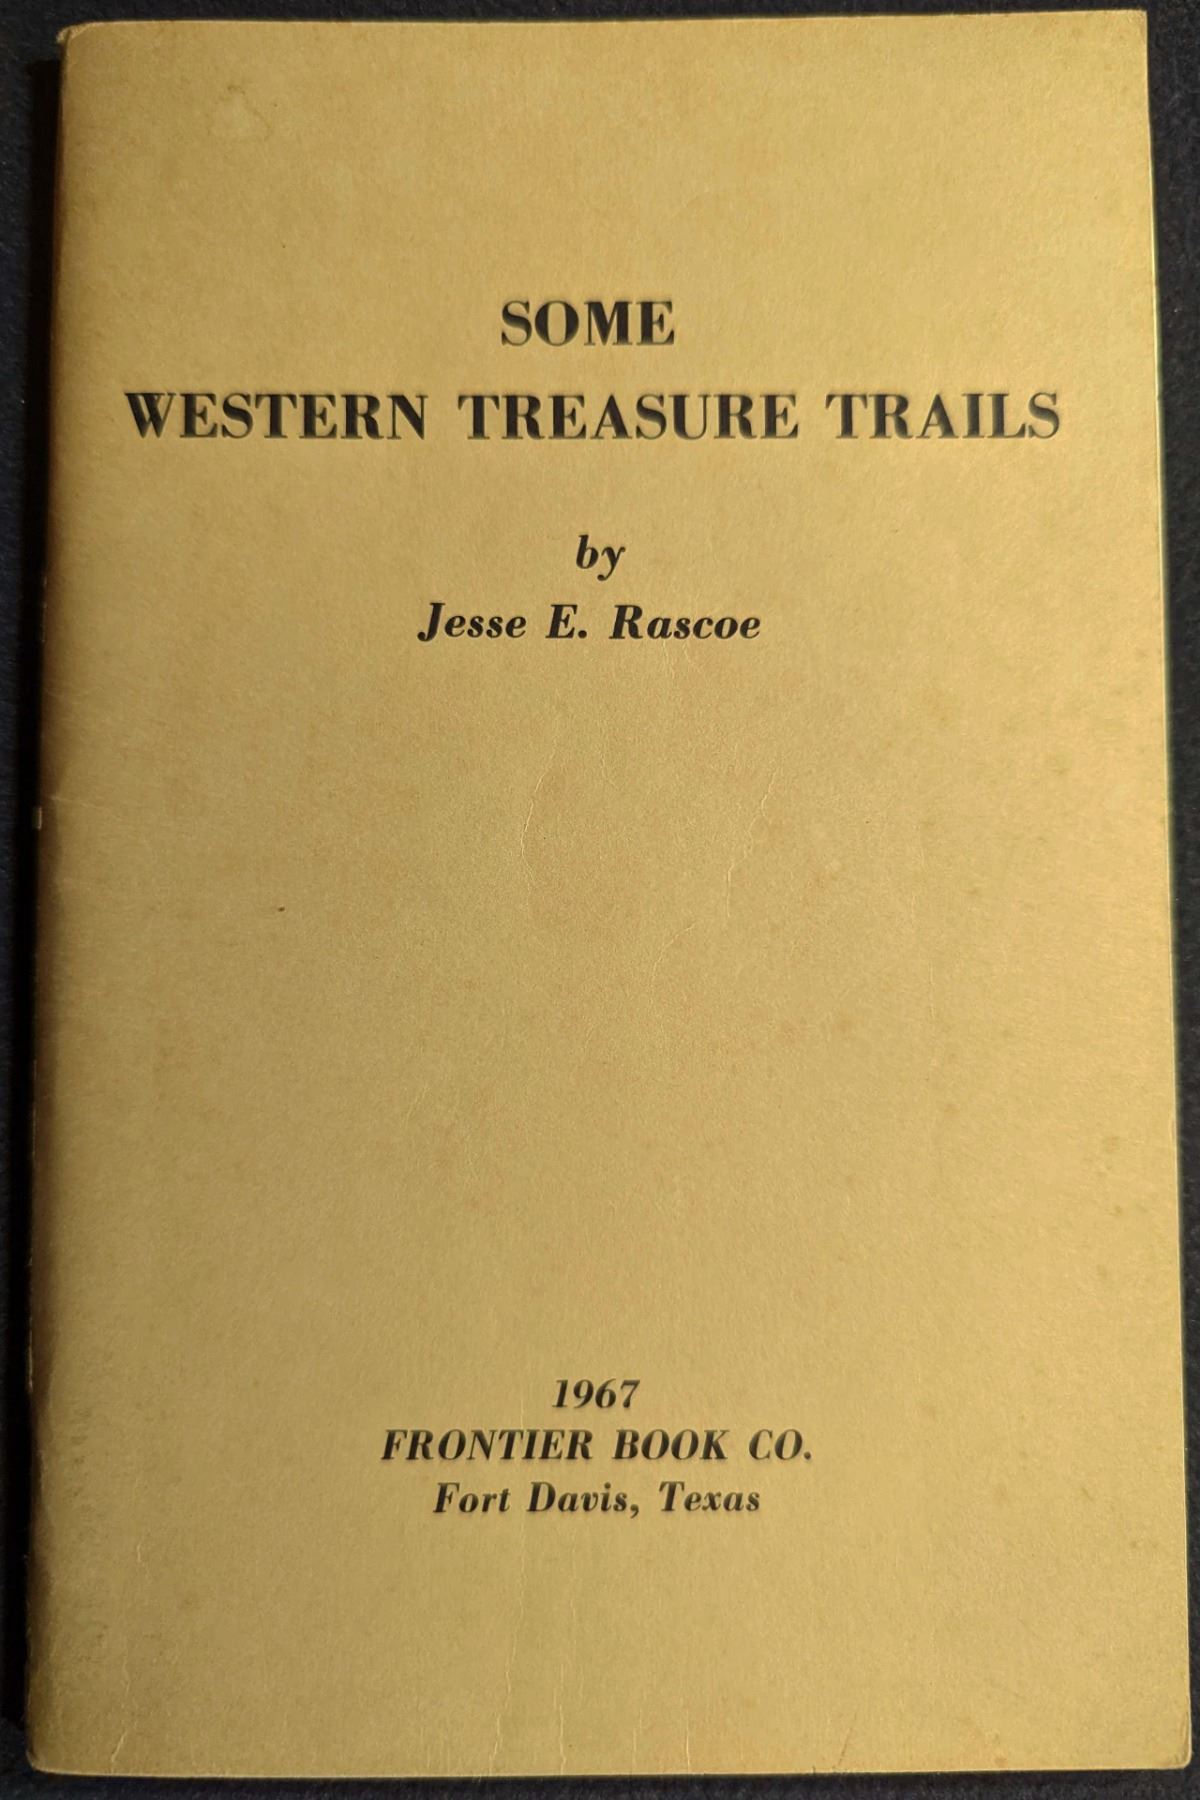 SOME
WESTERN TREASURE TRAILS
by
Jesse E. Rascoe
1967
FRONTIER BOOK CO.
Fort Davis, Texas